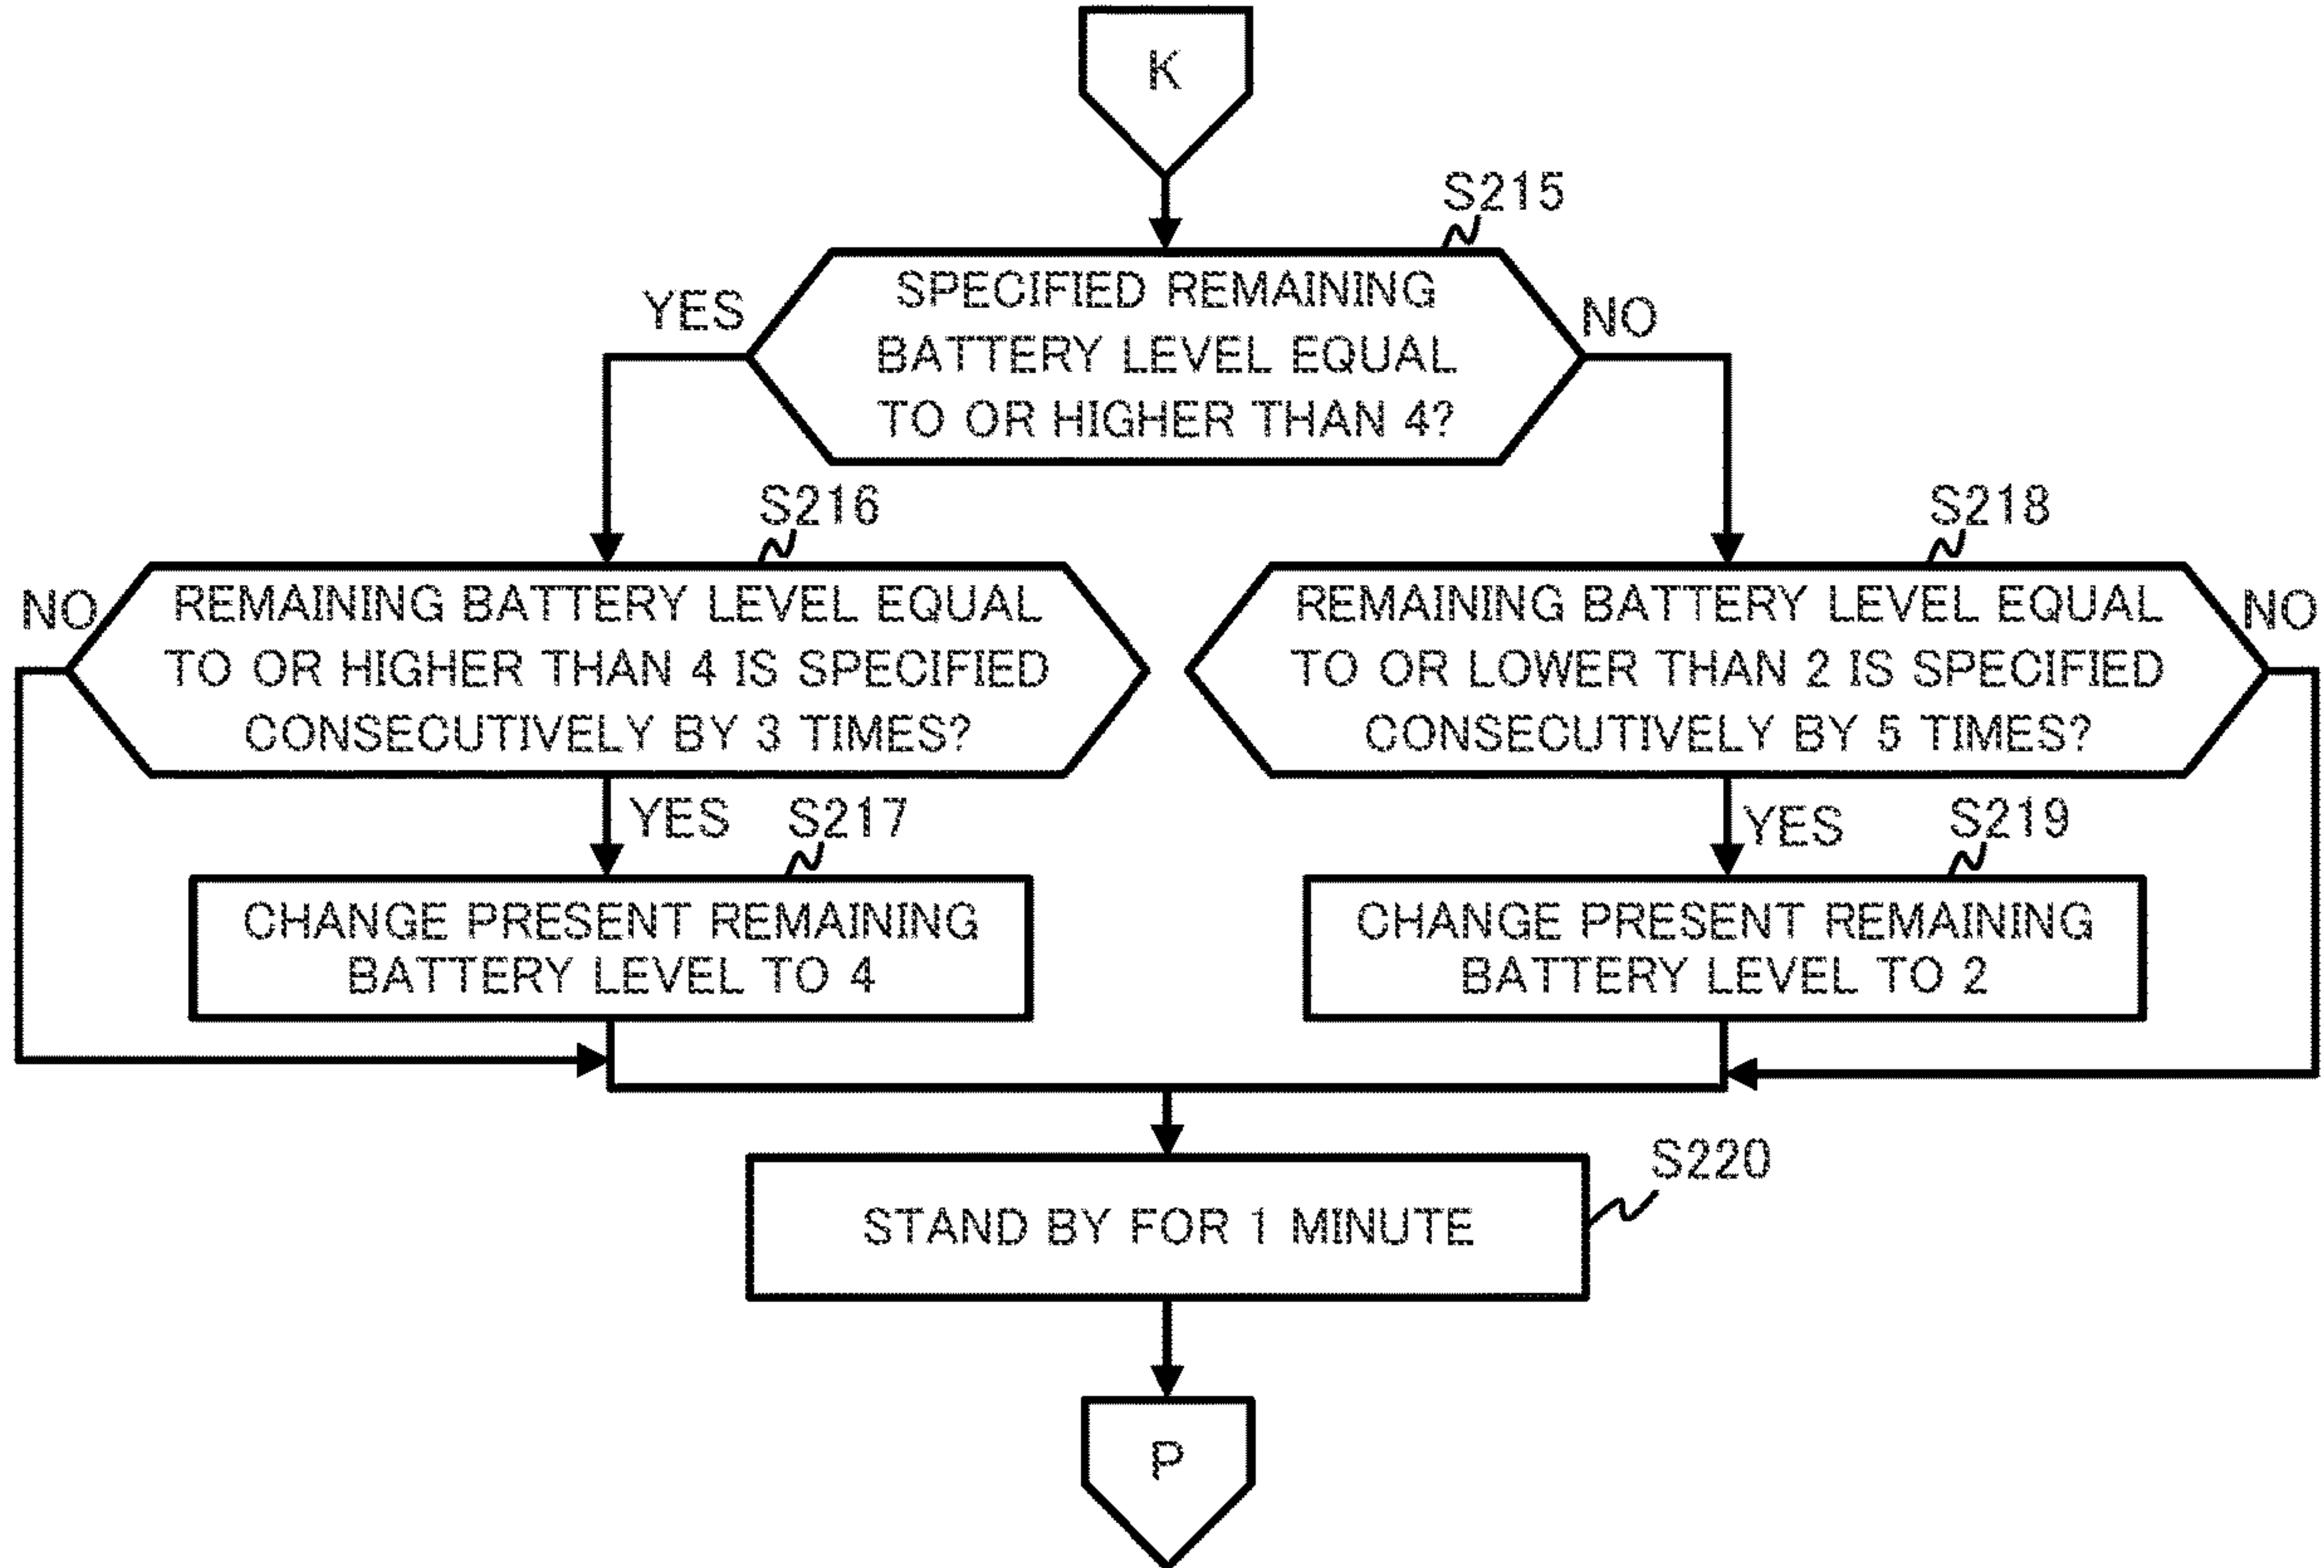 K
S215
SPECIFIED REMAINING
BATTERY LEVEL EQUAL
TO OR HIGHER THAN 4?
YES
NO
S216
REMAINING BATTERY LEVEL EQUAL
TO OR HIGHER THAN 4 IS SPECIFIED
CONSECUTIVELY BY 3 TIMES?
NO
YES
S217
CHANGE PRESENT REMAINING
BATTERY LEVEL TO 4
S218
REMAINING BATTERY LEVEL EQUAL
TO OR LOWER THAN 2 IS SPECIFIED
CONSECUTIVELY BY 5 TIMES?
NO
YES
S219
CHANGE PRESENT REMAINING
BATTERY LEVEL TO 2
S220
STAND BY FOR 1 MINUTE
P